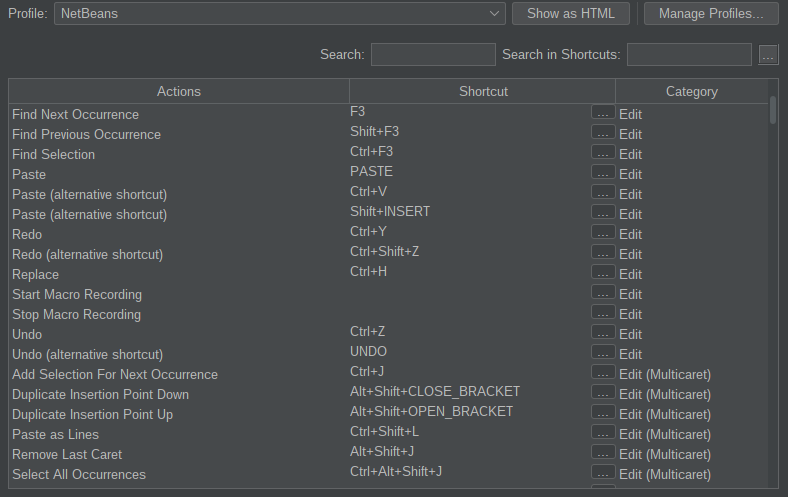 Profile: NetBeans Show as HTML Manage Profiles...
Search: Search in Shortcuts: ...
Actions Shortcut Category
Find Next Occurrence F3 ... Edit
Find Previous Occurrence Shift+F3 ... Edit
Find Selection Ctrl+F3 ... Edit
Paste PASTE ... Edit
Paste (alternative shortcut) Ctrl+V ... Edit
Paste (alternative shortcut) Shift+INSERT ... Edit
Redo Ctrl+Y ... Edit
Redo (alternative shortcut) Ctrl+Shift+Z ... Edit
Replace Ctrl+H ... Edit
Start Macro Recording ... Edit
Stop Macro Recording ... Edit
Undo Ctrl+Z ... Edit
Undo (alternative shortcut) UNDO ... Edit
Add Selection For Next Occurrence Ctrl+J ... Edit (Multicaret)
Duplicate Insertion Point Down Alt+Shift+CLOSE_BRACKET ... Edit (Multicaret)
Duplicate Insertion Point Up Alt+Shift+OPEN_BRACKET ... Edit (Multicaret)
Paste as Lines Ctrl+Shift+L ... Edit (Multicaret)
Remove Last Caret Alt+Shift+J ... Edit (Multicaret)
Select All Occurrences Ctrl+Alt+Shift+J ... Edit (Multicaret)